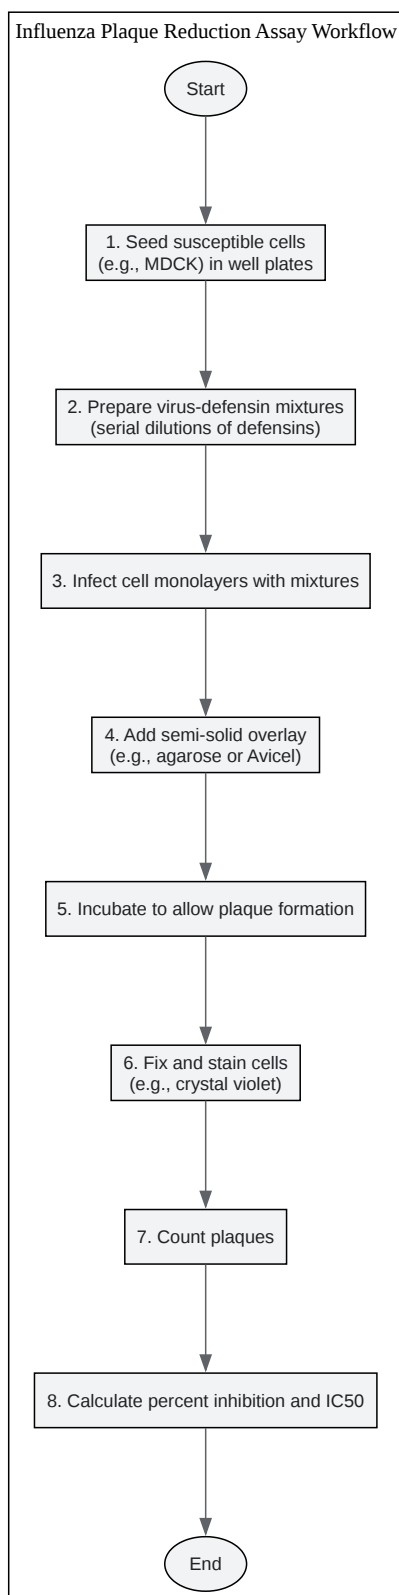 Influenza Plaque Reduction Assay Workflow
Start
1. Seed susceptible cells
(e.g., MDCK) in well plates
2. Prepare virus-defensin mixtures
(serial dilutions of defensins)
3. Infect cell monolayers with mixtures
4. Add semi-solid overlay
(e.g., agarose or Avicel)
5. Incubate to allow plaque formation
6. Fix and stain cells
(e.g., crystal violet)
7. Count plaques
8. Calculate percent inhibition and IC50
End